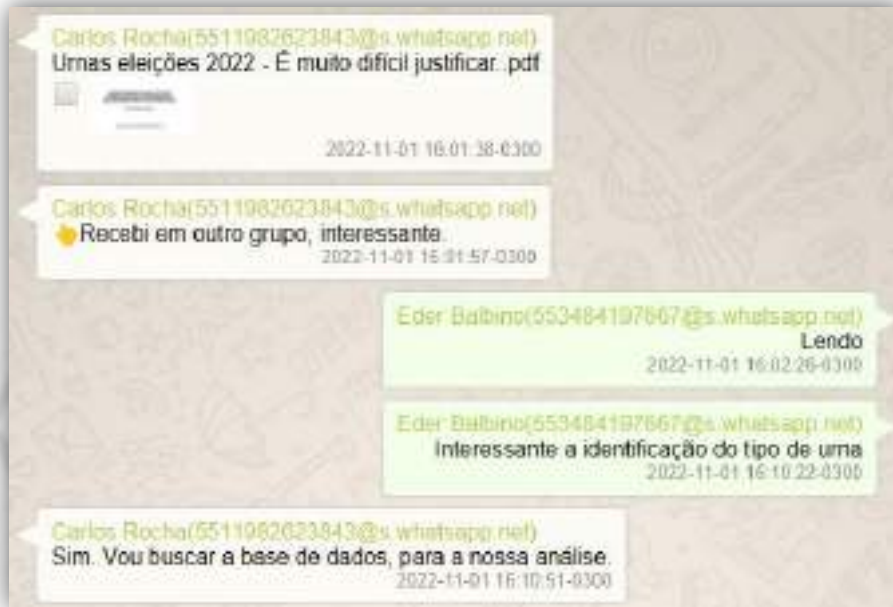 Carlos Rocha(5511982623843@s.whatsapp.net)
Urnas eleições 2022 - É muito difícil justificar..pdf
2022-11-01 16:01:38-0300
Carlos Rocha(5511982623843@s.whatsapp.net)
👆Recebi em outro grupo, interessante.
2022-11-01 16:01:57-0300
Eder Balbino(553484197667@s.whatsapp.net)
Lendo
2022-11-01 16:02:26-0300
Eder Balbino(553484197667@s.whatsapp.net)
Interessante a identificação do tipo de urna
2022-11-01 16:10:22-0300
Carlos Rocha(5511982623843@s.whatsapp.net)
Sim. Vou buscar a base de dados, para a nossa análise.
2022-11-01 16:10:51-0300